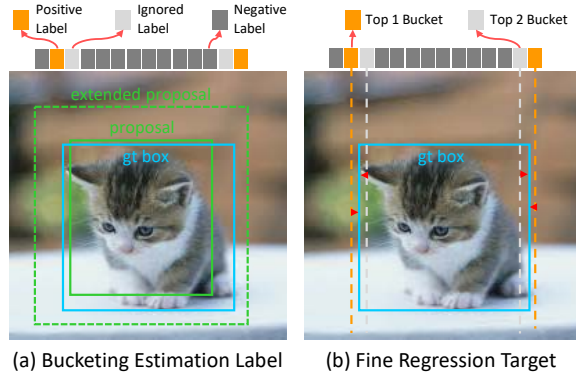 Positive
Label
Ignored
Label
Negative
Label
extended proposal
proposal
gt box
(a) Bucketing Estimation Label
Top 1 Bucket
Top 2 Bucket
gt box
(b) Fine Regression Target